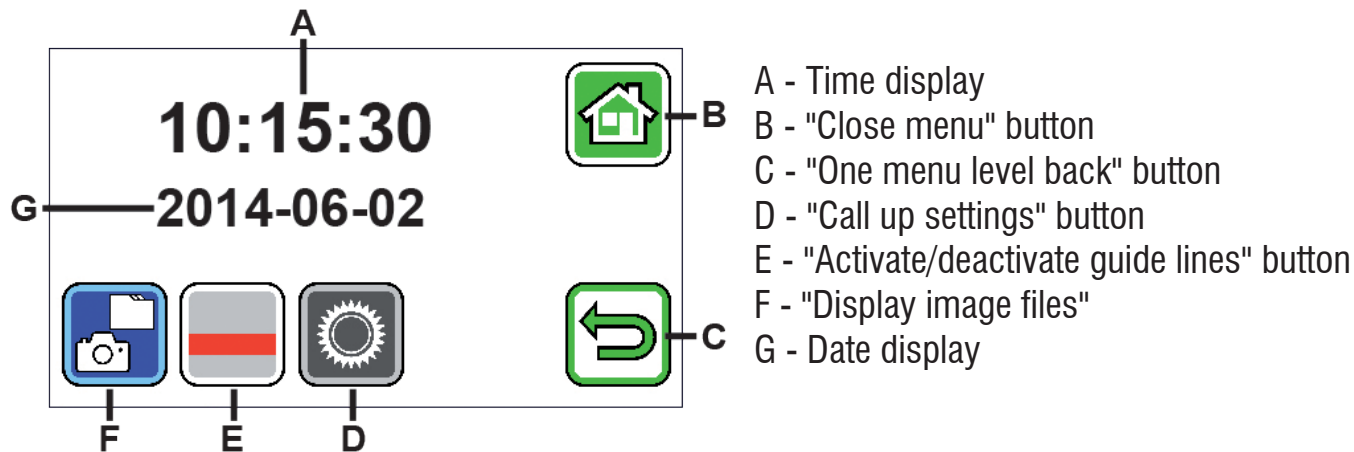 A
10:15:30
B
G
2014-06-02
C
F
E
D
A - Time display
B - "Close menu" button
C - "One menu level back" button
D - "Call up settings" button
E - "Activate/deactivate guide lines" button
F - "Display image files"
G - Date display